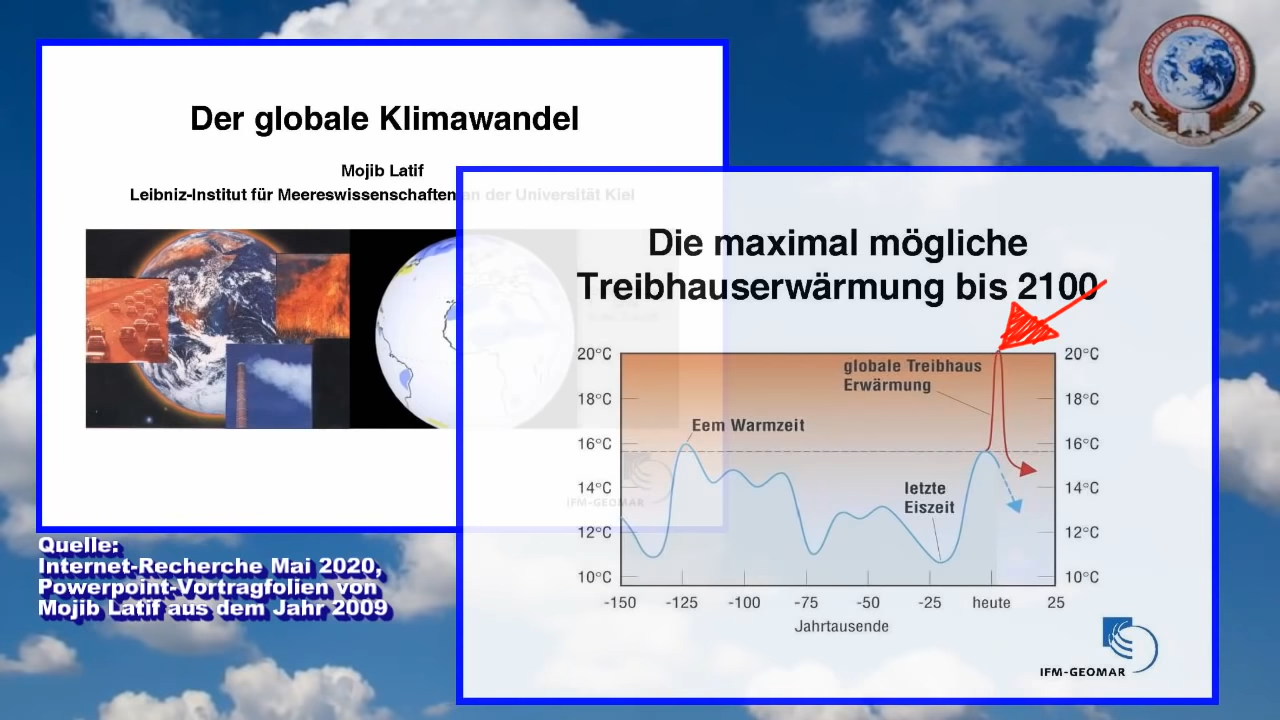 Der globale Klimawandel
Mojib Latif
Leibniz-Institut für Meereswissenschaften an der Universität Kiel
IFM-GEOMAR
Die maximal mögliche
Treibhauserwärmung bis 2100
20°C
18°C
16°C
14°C
12°C
10°C
globale Treibhaus
Erwärmung
Eem Warmzeit
letzte
Eiszeit
20°C
18°C
16°C
14°C
12°C
10°C
-150 -125 -100 -75 -50 -25 heute 25
Jahrtausende
IFM-GEOMAR
Quelle:
Internet-Recherche Mai 2020,
Powerpoint-Vortragfolien von
Mojib Latif aus dem Jahr 2009